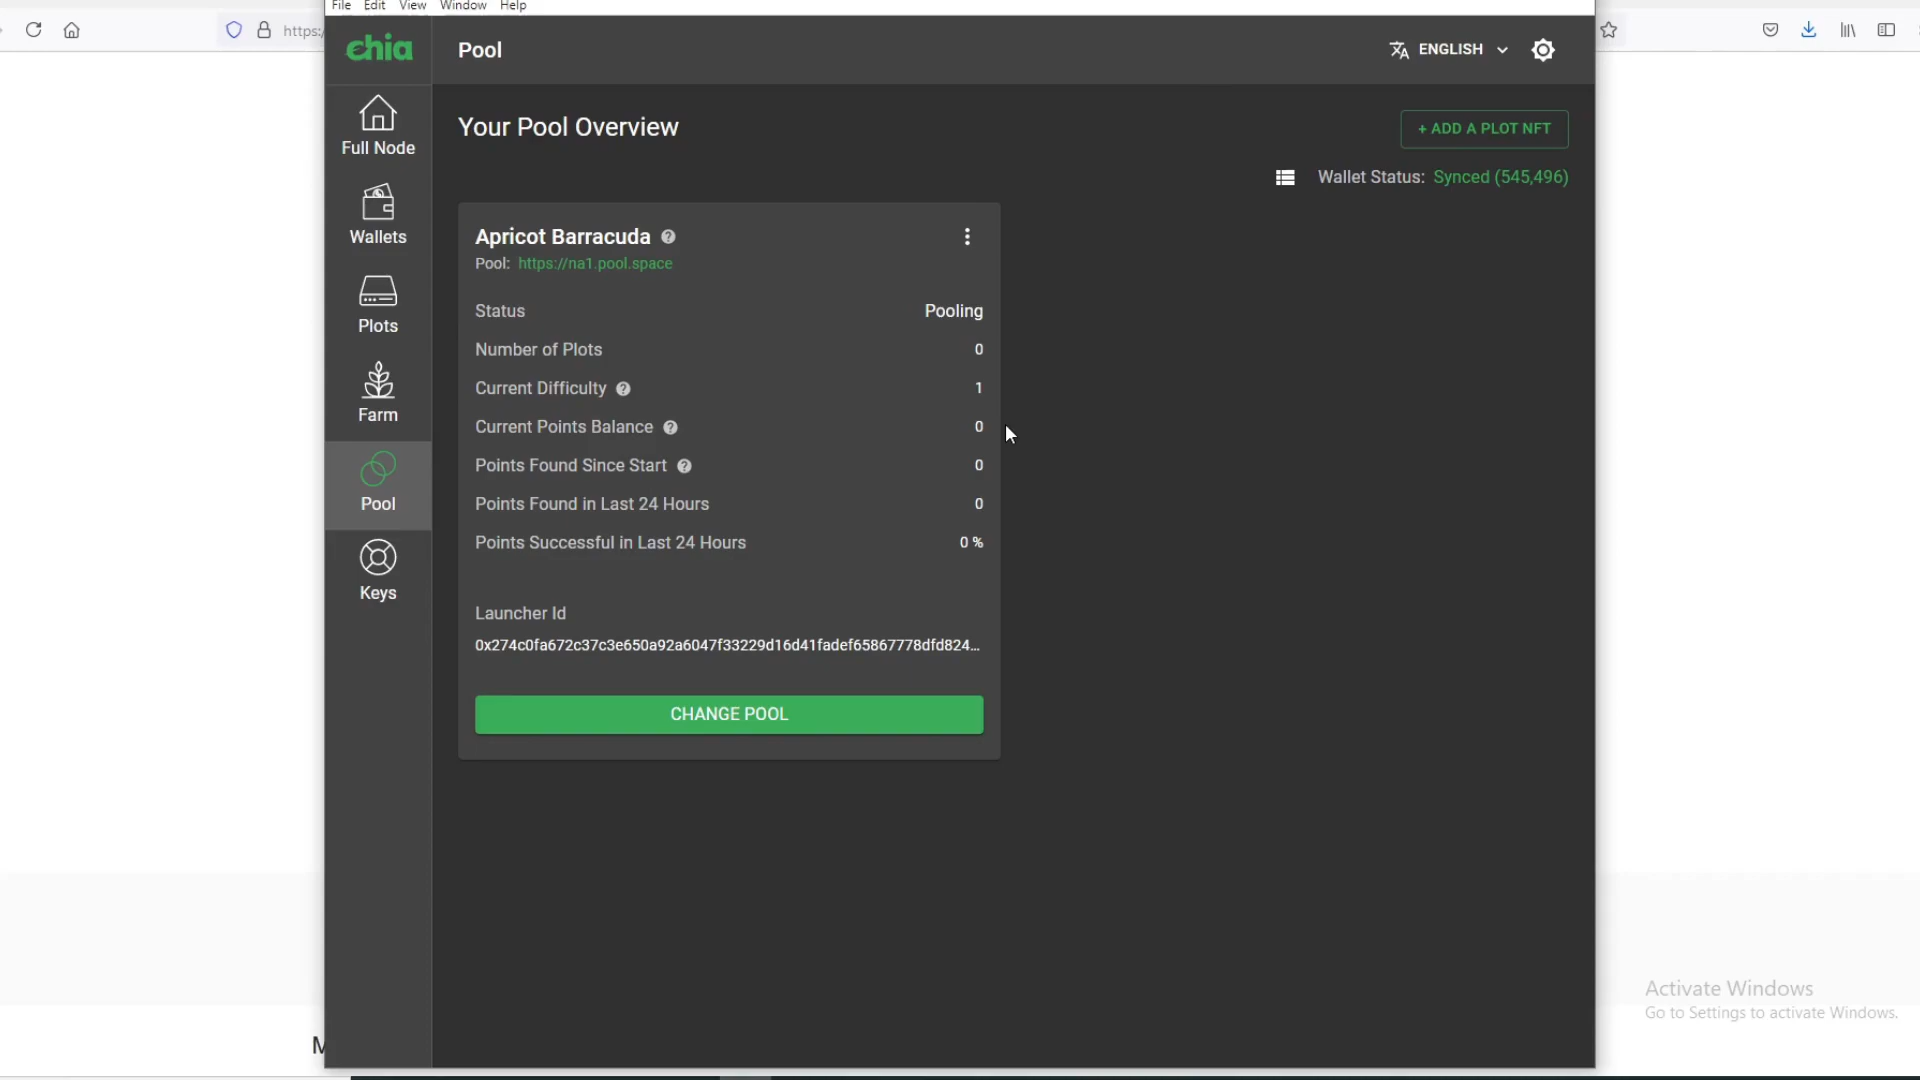 File Edit View Window Help
https:/
chia
Pool
ENGLISH
Full Node
Wallets
Plots
Farm
Pool
Keys
Your Pool Overview
+ ADD A PLOT NFT
Wallet Status: Synced (545,496)
Apricot Barracuda
Pool: https://na1.pool.space
Status Pooling
Number of Plots 0
Current Difficulty 1
Current Points Balance 0
Points Found Since Start 0
Points Found in Last 24 Hours 0
Points Successful in Last 24 Hours 0 %
Launcher Id
0x274c0fa672c37c3e650a92a6047f33229d16d41fadef65867778dfd824...
CHANGE POOL
Activate Windows
Go to Settings to activate Windows.